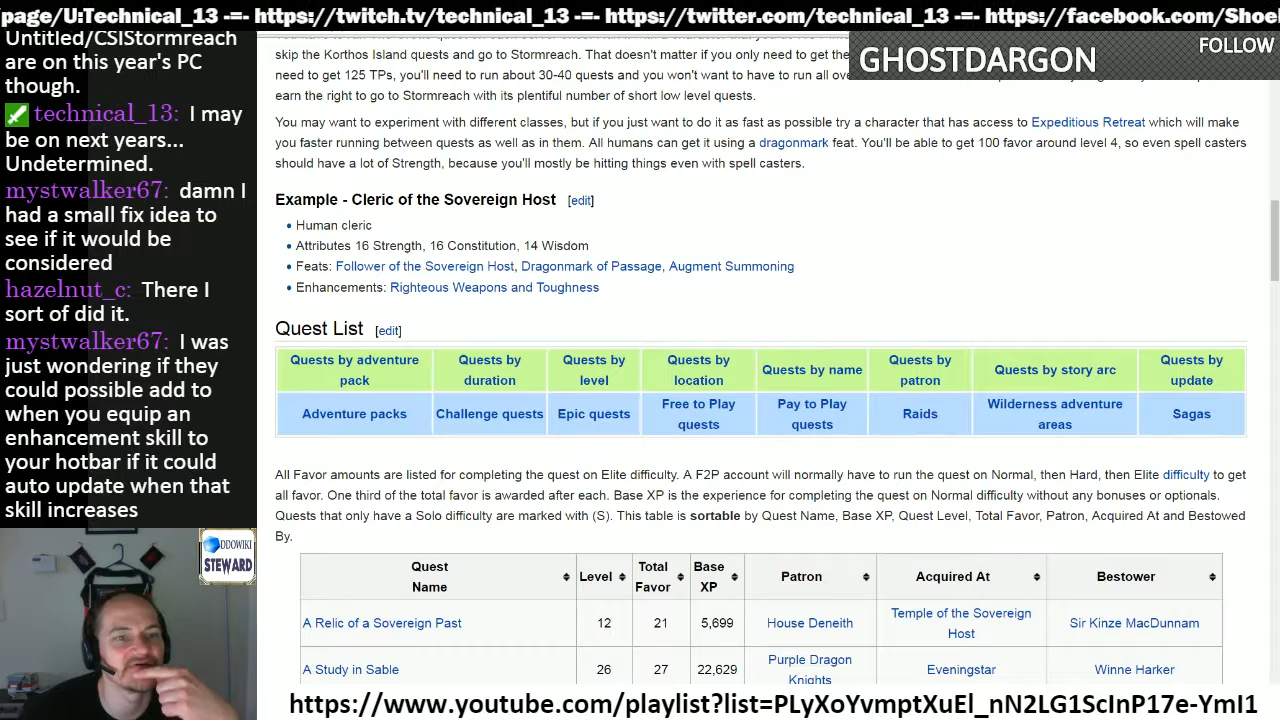 page/U:Technical_13 -=- https://twitch.tv/technical_13 -=- https://twitter.com/technical_13 -=- https://facebook.com/Shoel
Untitled/CSIStormreach
are on this year's PC
though.
technical_13: I may
be on next years...
Undetermined.
mystwalker67: damn I
had a small fix idea to
see if it would be
considered
hazelnut_c: There I
sort of did it.
mystwalker67: I was
just wondering if they
could possible add to
when you equip an
enhancement skill to
your hotbar if it could
auto update when that
skill increases
DDOWIKI
STEWARD
GHOSTDARGON
FOLLOW
skip the Korthos Island quests and go to Stormreach. That doesn't matter if you only need get the
need to get 125 TPs, you'll need to run about 30-40 quests and you won't want to have to run all ove
earn the right to go to Stormreach with its plentiful number of short low level quests.
You may want to experiment with different classes, but if you just want to do it as fast as possible try a character that has access to Expeditious Retreat which will make
you faster running between quests as well as in them. All humans can get it using a dragonmark feat. You'll be able to get 100 favor around level 4, so even spell casters
should have a lot of Strength, because you'll mostly be hitting things even with spell casters.
Example - Cleric of the Sovereign Host [edit]
• Human cleric
• Attributes 16 Strength, 16 Constitution, 14 Wisdom
• Feats: Follower of the Sovereign Host, Dragonmark of Passage, Augment Summoning
• Enhancements: Righteous Weapons and Toughness
Quest List [edit]
Quests by adventure pack Quests by duration Quests by level Quests by location Quests by name Quests by patron Quests by story arc Quests by update
Adventure packs Challenge quests Epic quests Free to Play quests Pay to Play quests Raids Wilderness adventure areas Sagas
All Favor amounts are listed for completing the quest on Elite difficulty. A F2P account will normally have to run the quest on Normal, then Hard, then Elite difficulty to get
all favor. One third of the total favor is awarded after each. Base XP is the experience for completing the quest on Normal difficulty without any bonuses or optionals.
Quests that only have a Solo difficulty are marked with (S). This table is sortable by Quest Name, Base XP, Quest Level, Total Favor, Patron, Acquired At and Bestowed
By.
Quest Name Level Total Favor Base XP Patron Acquired At Bestower
A Relic of a Sovereign Past 12 21 5,699 House Deneith Temple of the Sovereign Host Sir Kinze MacDunnam
A Study in Sable 26 27 22,629 Purple Dragon Knights Eveningstar Winne Harker
https://www.youtube.com/playlist?list=PLyXoYvmptXuEl_nN2LG1ScInP17e-YmI1